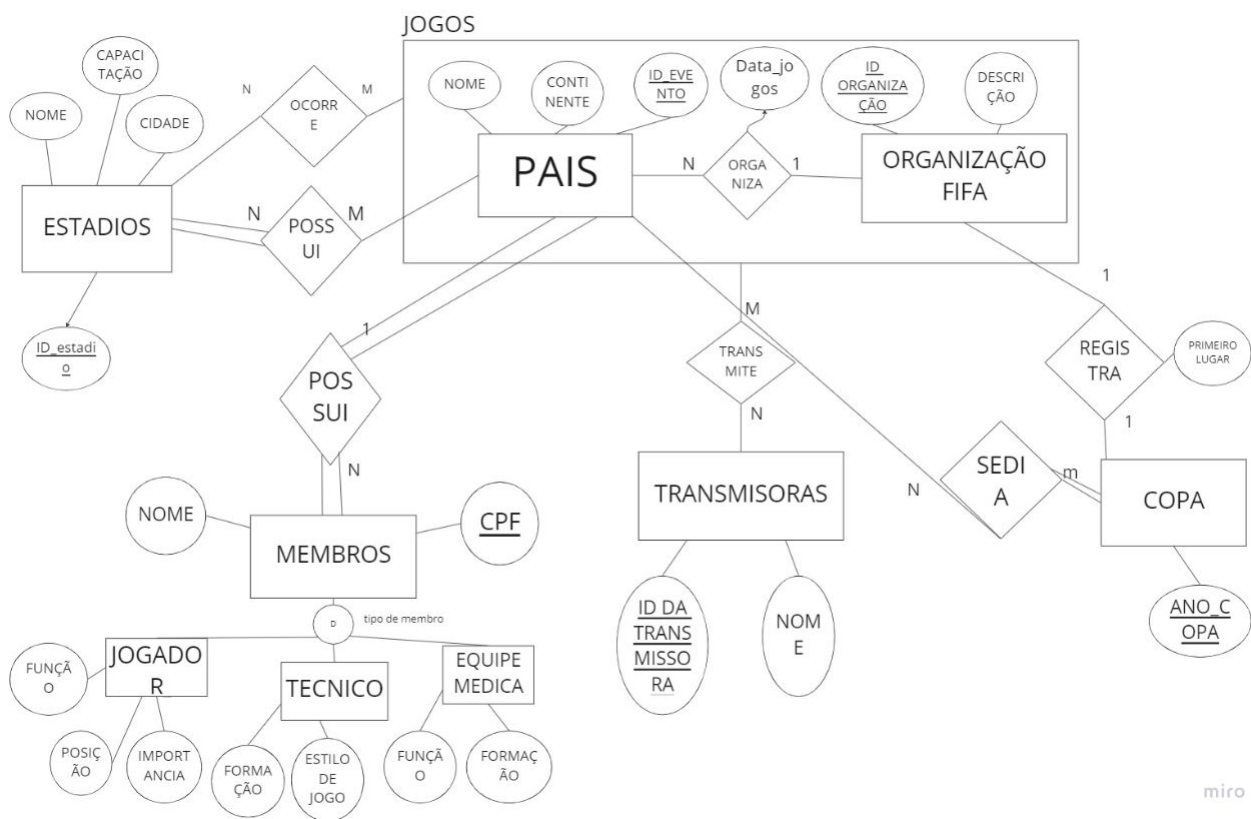 JOGOS
CAPACI
TAÇÃO
NOME
CIDADE
N
OCORR
E
M
NOME
CONTI
NENTE
ID_EVE
NTO
Data_jo
gos
ID
ORGANIZA
ÇÃO
DESCRI
ÇÃO
ESTADIOS
N
POSS
UI
M
PAIS
N
ORGA
NIZA
1
ORGANIZAÇÃO
FIFA
ID_estadi
o
1
POS
SUI
N
M
TRANS
MITE
N
1
REGIS
TRA
PRIMEIRO
LUGAR
1
N
SEDI
A
m
COPA
ANO_C
OPA
TRANSMISORAS
ID DA
TRANS
MISSO
RA
NOM
E
NOME
MEMBROS
CPF
D
tipo de membro
FUNÇÃ
O
JOGADO
R
TECNICO
EQUIPE
MEDICA
POSIÇ
ÃO
IMPORT
ANCIA
FORMA
ÇÃO
ESTILO
DE
JOGO
FUNÇÃ
O
FORMAÇ
ÃO
miro